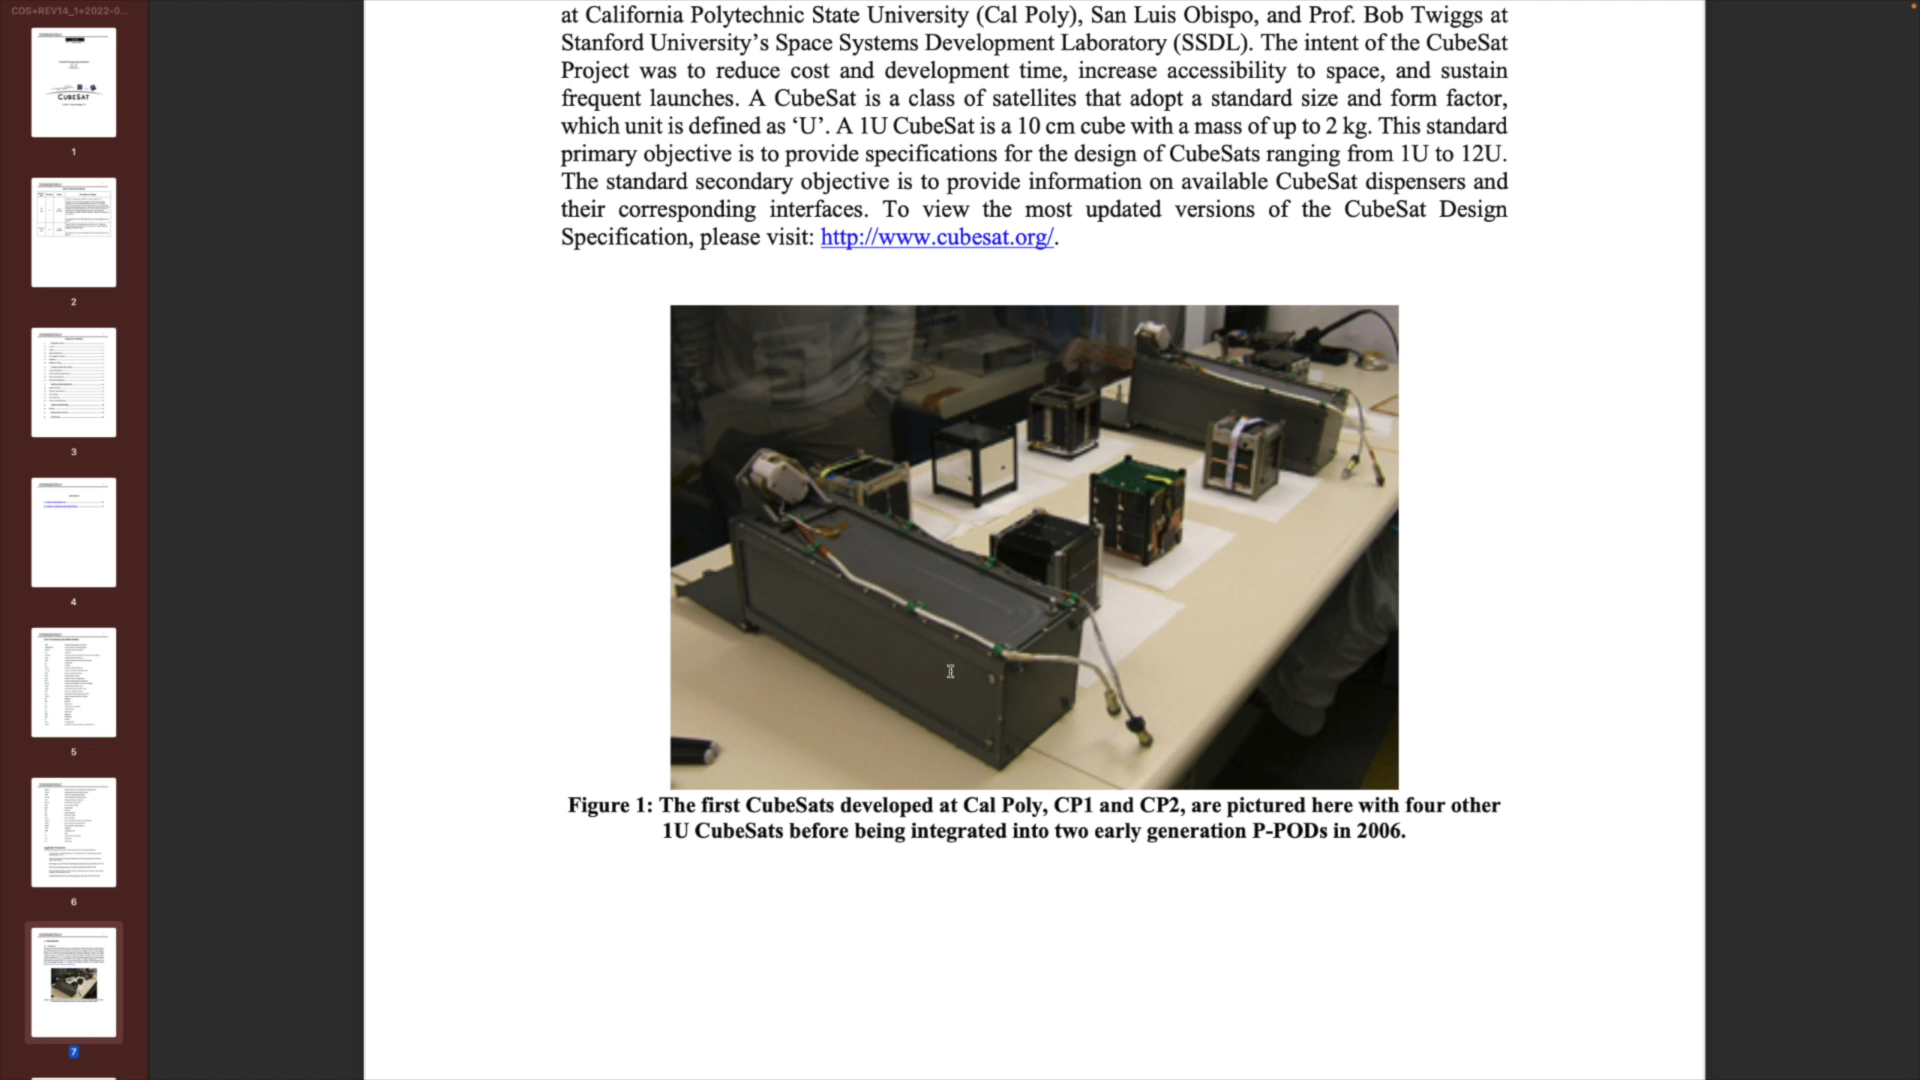 CDS+REV14_1+2022-0...
at California Polytechnic State University (Cal Poly), San Luis Obispo, and Prof. Bob Twiggs at
Stanford University’s Space Systems Development Laboratory (SSDL). The intent of the CubeSat
Project was to reduce cost and development time, increase accessibility to space, and sustain
frequent launches. A CubeSat is a class of satellites that adopt a standard size and form factor,
which unit is defined as ‘U’. A 1U CubeSat is a 10 cm cube with a mass of up to 2 kg. This standard
primary objective is to provide specifications for the design of CubeSats ranging from 1U to 12U.
The standard secondary objective is to provide information on available CubeSat dispensers and
their corresponding interfaces. To view the most updated versions of the CubeSat Design
Specification, please visit: http://www.cubesat.org/.
Figure 1: The first CubeSats developed at Cal Poly, CP1 and CP2, are pictured here with four other
1U CubeSats before being integrated into two early generation P-PODs in 2006.
CUBESAT
1
2
3
4
5
6
7